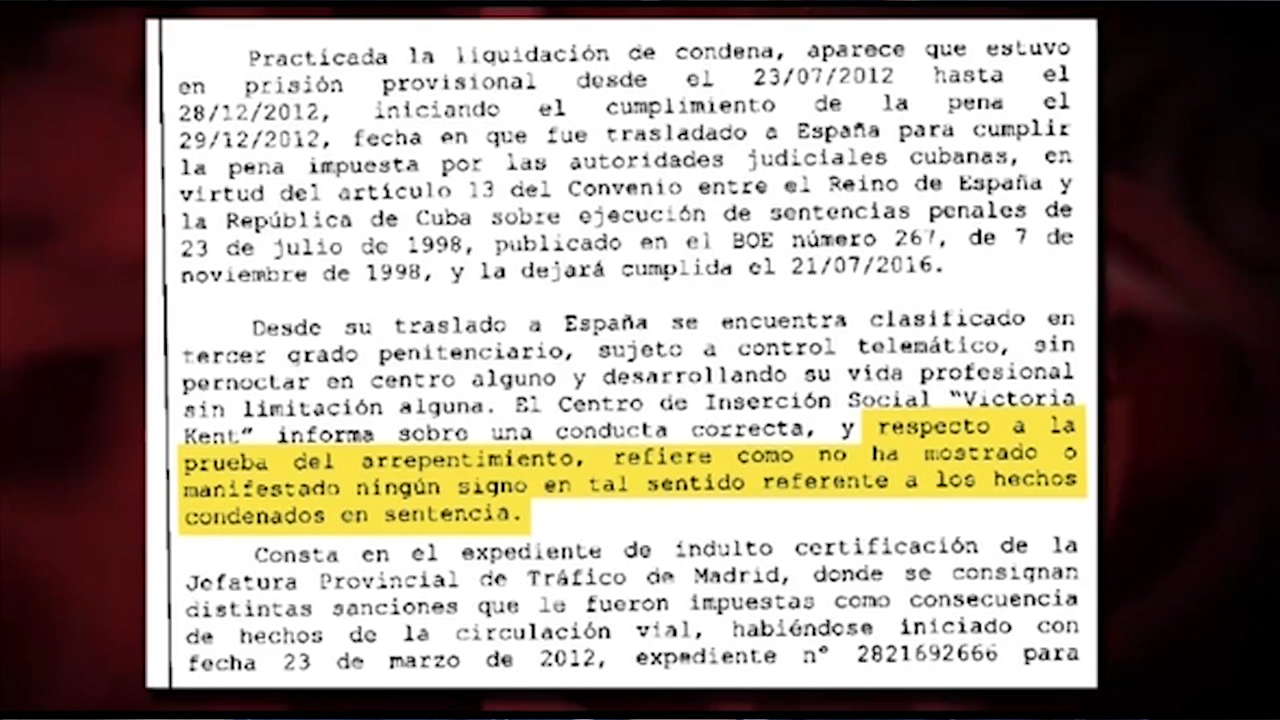 Practicada la liquidación de condena, aparece que estuvo
en prisión provisional desde el 23/07/2012 hasta el
28/12/2012, iniciando el cumplimiento de la pena el
29/12/2012, fecha en que fue trasladado a España para cumplir
la pena impuesta por las autoridades judiciales cubanas, en
virtud del artículo 13 del Convenio entre el Reino de España y
la República de Cuba sobre ejecución de sentencias penales de
23 de julio de 1998, publicado en el BOE número 267, de 7 de
noviembre de 1998, y la dejará cumplida el 21/07/2016.
Desde su traslado a España se encuentra clasificado en
tercer grado penitenciario, sujeto a control telemático, sin
pernoctar en centro alguno y desarrollando su vida profesional
sin limitación alguna. El Centro de Inserción Social "Victoria
Kent" informa sobre una conducta correcta, y respecto a la
prueba del arrepentimiento, refiere como no ha mostrado o
manifestado ningún signo en tal sentido referente a los hechos
condenados en sentencia.
Consta en el expediente de indulto certificación de la
Jefatura Provincial de Tráfico de Madrid, donde se consignan
distintas sanciones que le fueron impuestas como consecuencia
de hechos de la circulación vial, habiéndose iniciado con
fecha 23 de marzo de 2012, expediente nº 2821692666 para